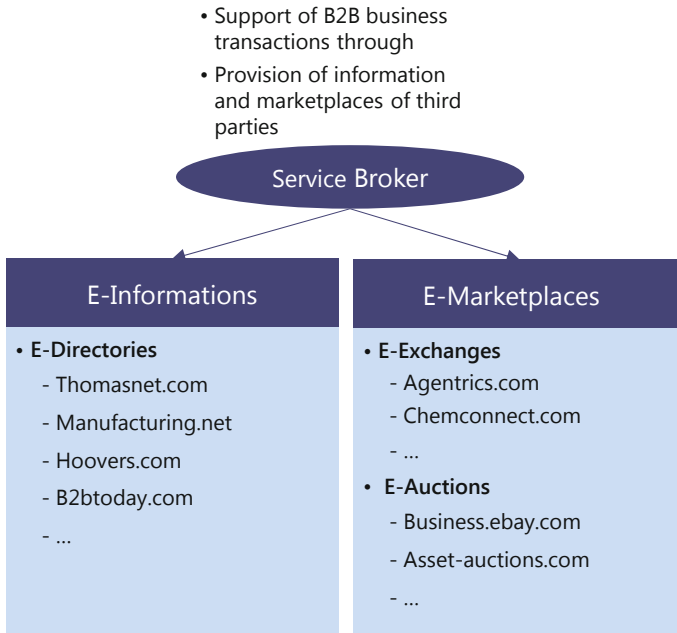 • Support of B2B business
transactions through
• Provision of information
and marketplaces of third
parties
Service Broker
E-Informations
• E-Directories
- Thomasnet.com
- Manufacturing.net
- Hoovers.com
- B2btoday.com
- ...
E-Marketplaces
• E-Exchanges
- Agentrics.com
- Chemconnect.com
- ...
• E-Auctions
- Business.ebay.com
- Asset-auctions.com
- ...